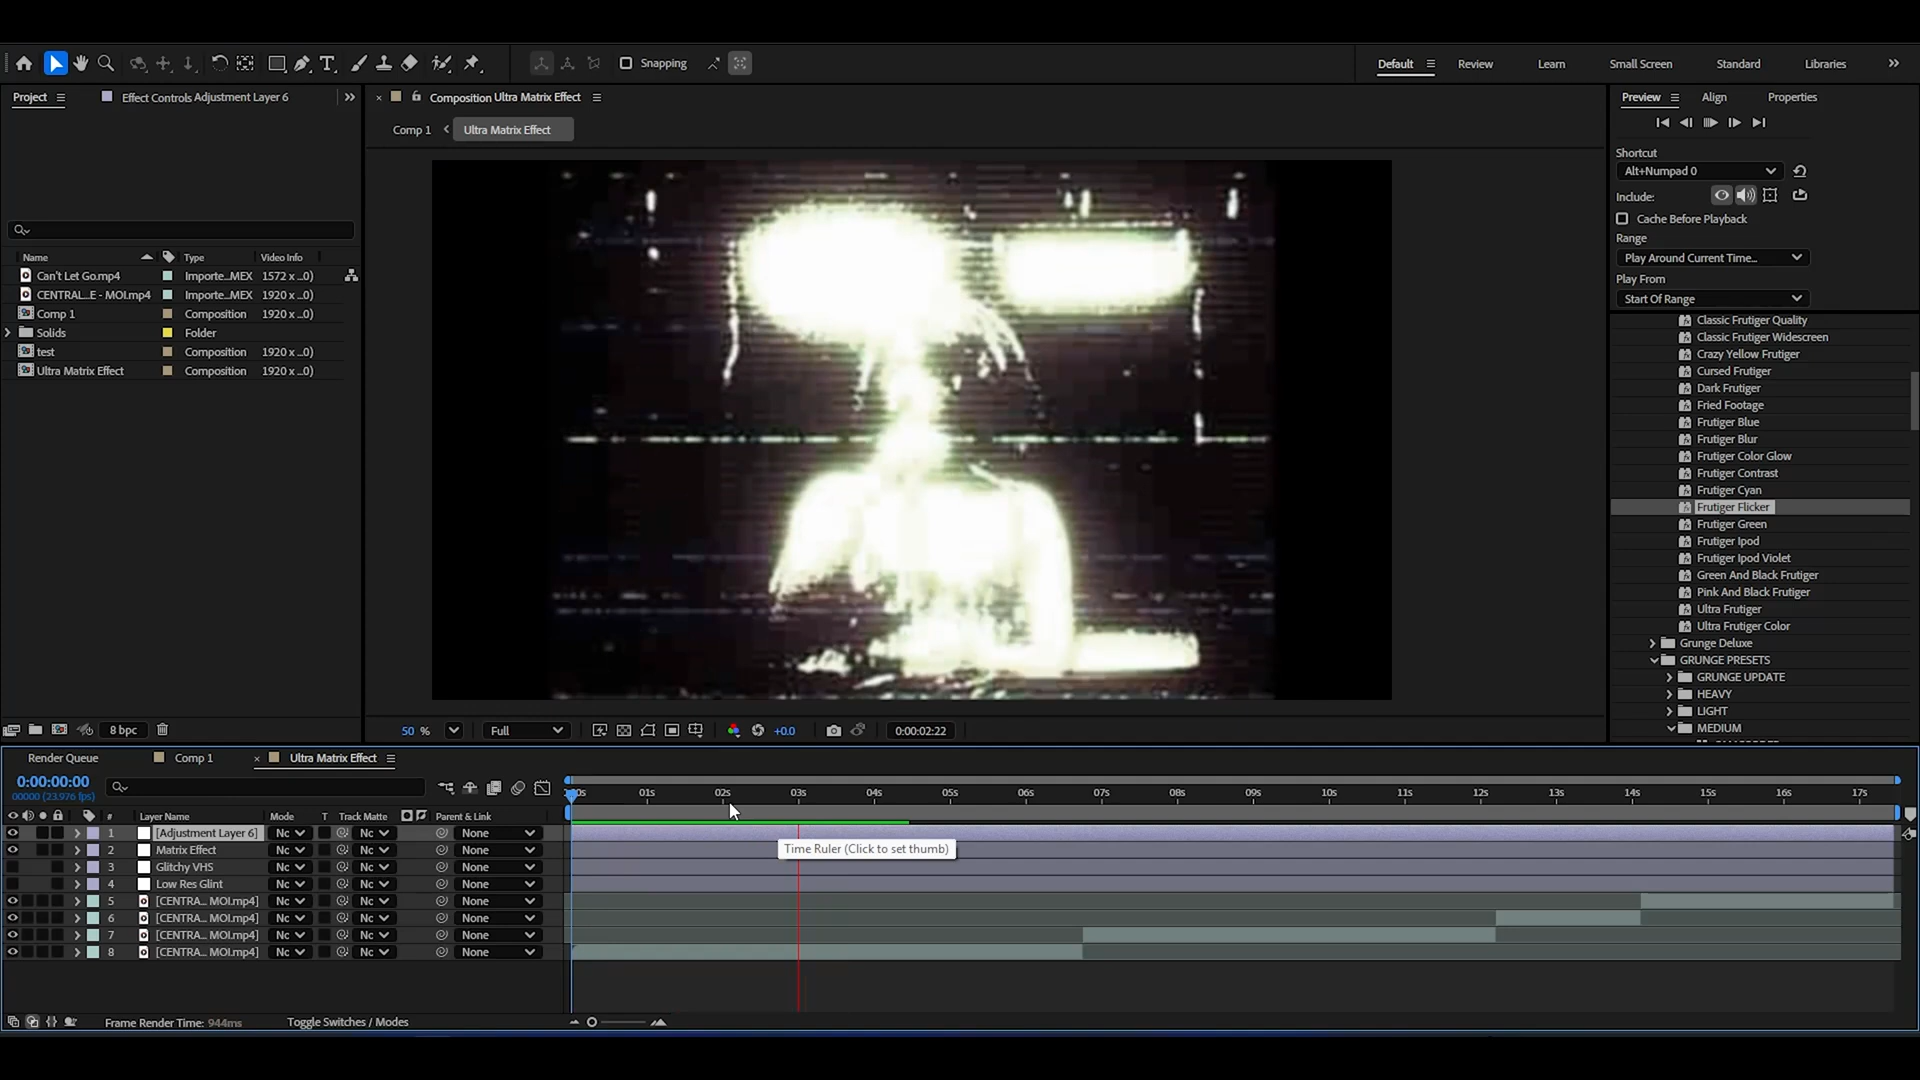 Snapping
Default
Review
Learn
Small Screen
Standard
Libraries
Project
Effect Controls Adjustment Layer 6
Composition Ultra Matrix Effect
Preview
Align
Properties
Comp 1
Ultra Matrix Effect
Shortcut
Alt+Numpad 0
Include:
Cache Before Playback
Range
Play Around Current Time...
Play From
Start Of Range
Name Type Video Info
Can't Let Go.mp4 Importe...MEX 1572 x ...0)
CENTRAL...E - MOI.mp4 Importe...MEX 1920 x ...0)
Comp 1 Composition 1920 x ...0)
Solids Folder
test Composition 1920 x ...0)
Ultra Matrix Effect Composition 1920 x ...0)
Classic Frutiger Quality
Classic Frutiger Widescreen
Crazy Yellow Frutiger
Cursed Frutiger
Dark Frutiger
Fried Footage
Frutiger Blue
Frutiger Blur
Frutiger Color Glow
Frutiger Contrast
Frutiger Cyan
Frutiger Flicker
Frutiger Green
Frutiger Ipod
Frutiger Ipod Violet
Green And Black Frutiger
Pink And Black Frutiger
Ultra Frutiger
Ultra Frutiger Color
Grunge Deluxe
GRUNGE PRESETS
GRUNGE UPDATE
HEAVY
LIGHT
MEDIUM
8 bpc
50 %
Full
+0.0
0:00:02:22
Render Queue
Comp 1
Ultra Matrix Effect
0:00:00:00
00000 (23.976 fps)
01s 02s 03s 04s 05s 06s 07s 08s 09s 10s 11s 12s 13s 14s 15s 16s 17s
# Layer Name Mode T Track Matte Parent & Link
1 [Adjustment Layer 6] Nc Nc None
2 Matrix Effect Nc Nc None
3 Glitchy VHS Nc Nc None
4 Low Res Glint Nc Nc None
5 [CENTRA... MOI.mp4] Nc Nc None
6 [CENTRA... MOI.mp4] Nc Nc None
7 [CENTRA... MOI.mp4] Nc Nc None
8 [CENTRA... MOI.mp4] Nc Nc None
Time Ruler (Click to set thumb)
Frame Render Time: 944ms
Toggle Switches / Modes